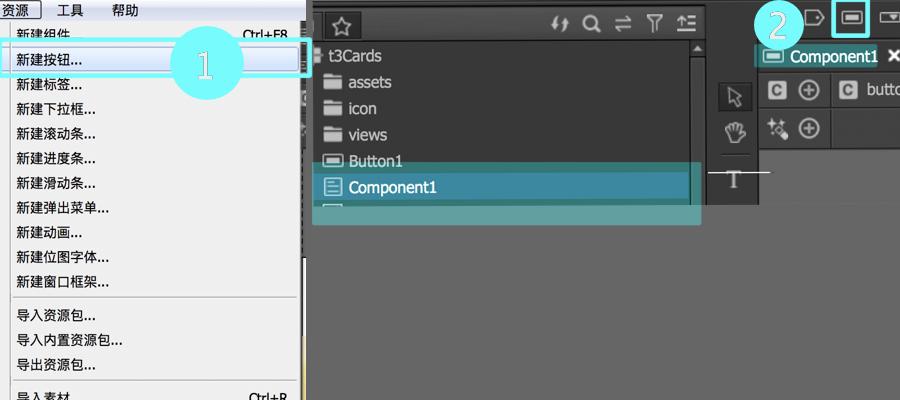 资源 工具 帮助
新建组件... Ctrl+F8
新建按钮...
新建标签...
新建下拉框...
新建滚动条...
新建进度条...
新建滑动条...
新建弹出菜单...
新建动画...
新建位图字体...
新建窗口框架...
导入资源包...
导入内置资源包...
导出资源包...
导入素材 Ctrl+R
1
t3Cards
assets
icon
views
Button1
Component1
2
Component1
C
C butto
T